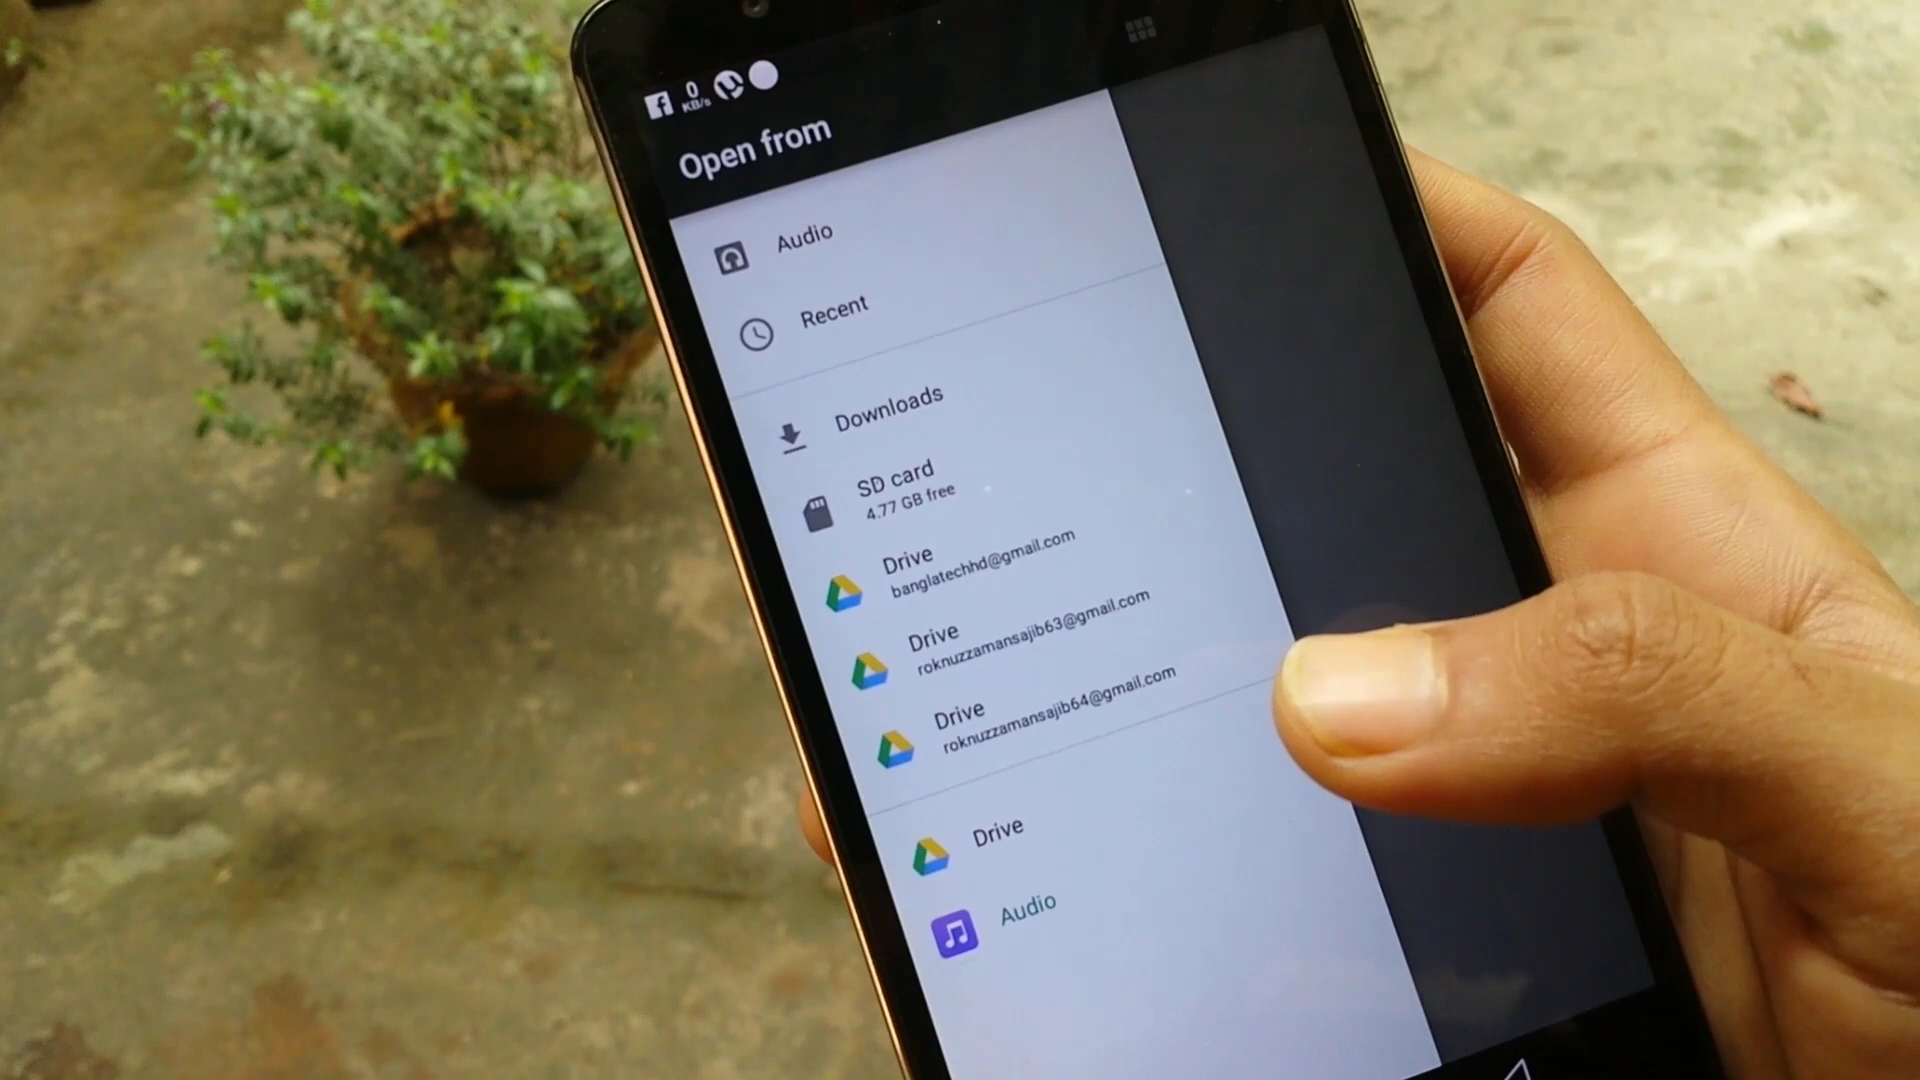 0
KB/s
Open from
Audio
Recent
Downloads
SD card
4.77 GB free
Drive
banglatechhd@gmail.com
Drive
roknuzzamansajib63@gmail.com
Drive
roknuzzamansajib64@gmail.com
Drive
Audio